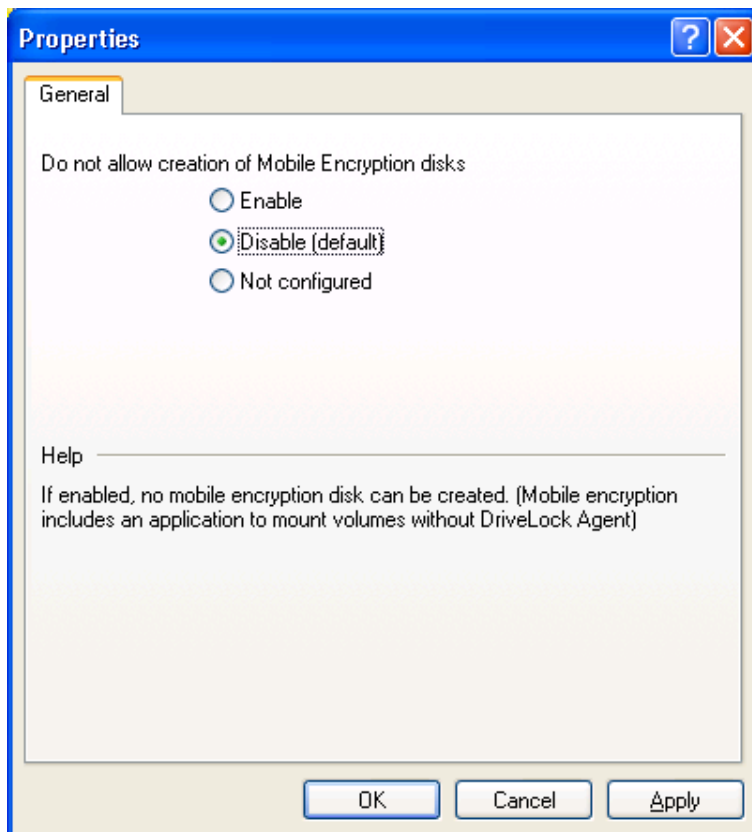 Properties
?
General
Do not allow creation of Mobile Encryption disks
Enable
Disable (default)
Not configured
Help
If enabled, no mobile encryption disk can be created. (Mobile encryption
includes an application to mount volumes without DriveLock Agent)
OK Cancel Apply